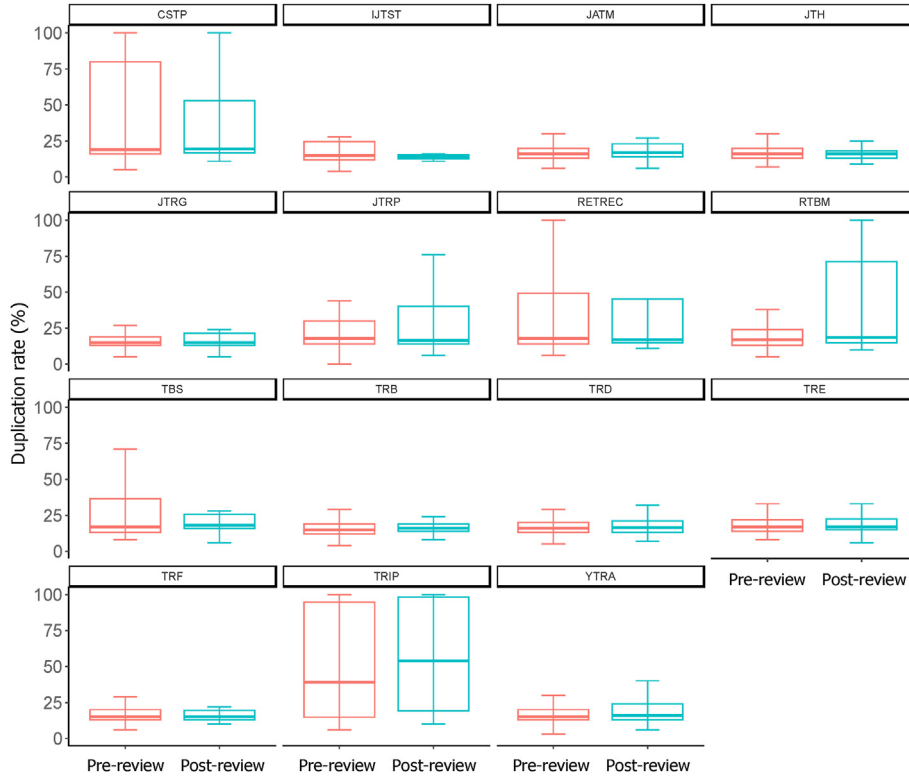 CSTP IJTST JATM JTH
100
75
50
25
0
JTRG JTRP RETREC RTBM
100
75
50
25
0
TBS TRB TRD TRE
100
75
50
25
0
Pre-review Post-review
TRF TRIP YTRA
100
75
50
25
0
Pre-review Post-review Pre-review Post-review Pre-review Post-review
Duplication rate (%)